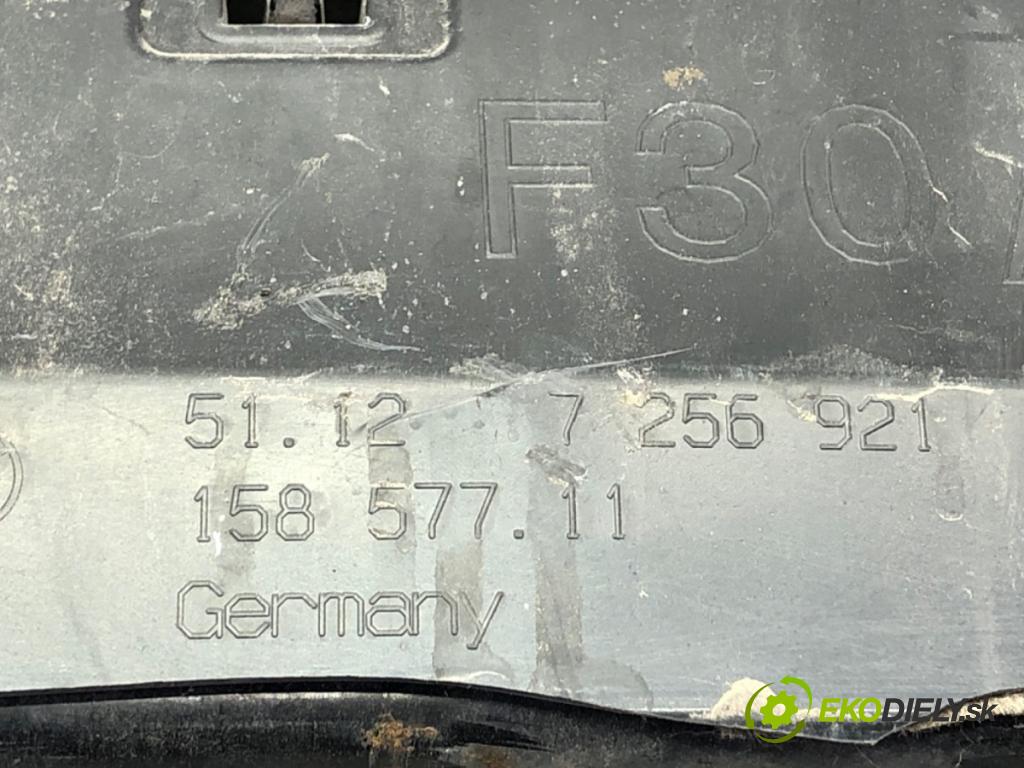 F30
51.12 7 256 921
158 577.11
Germany
EKODIELY.SK